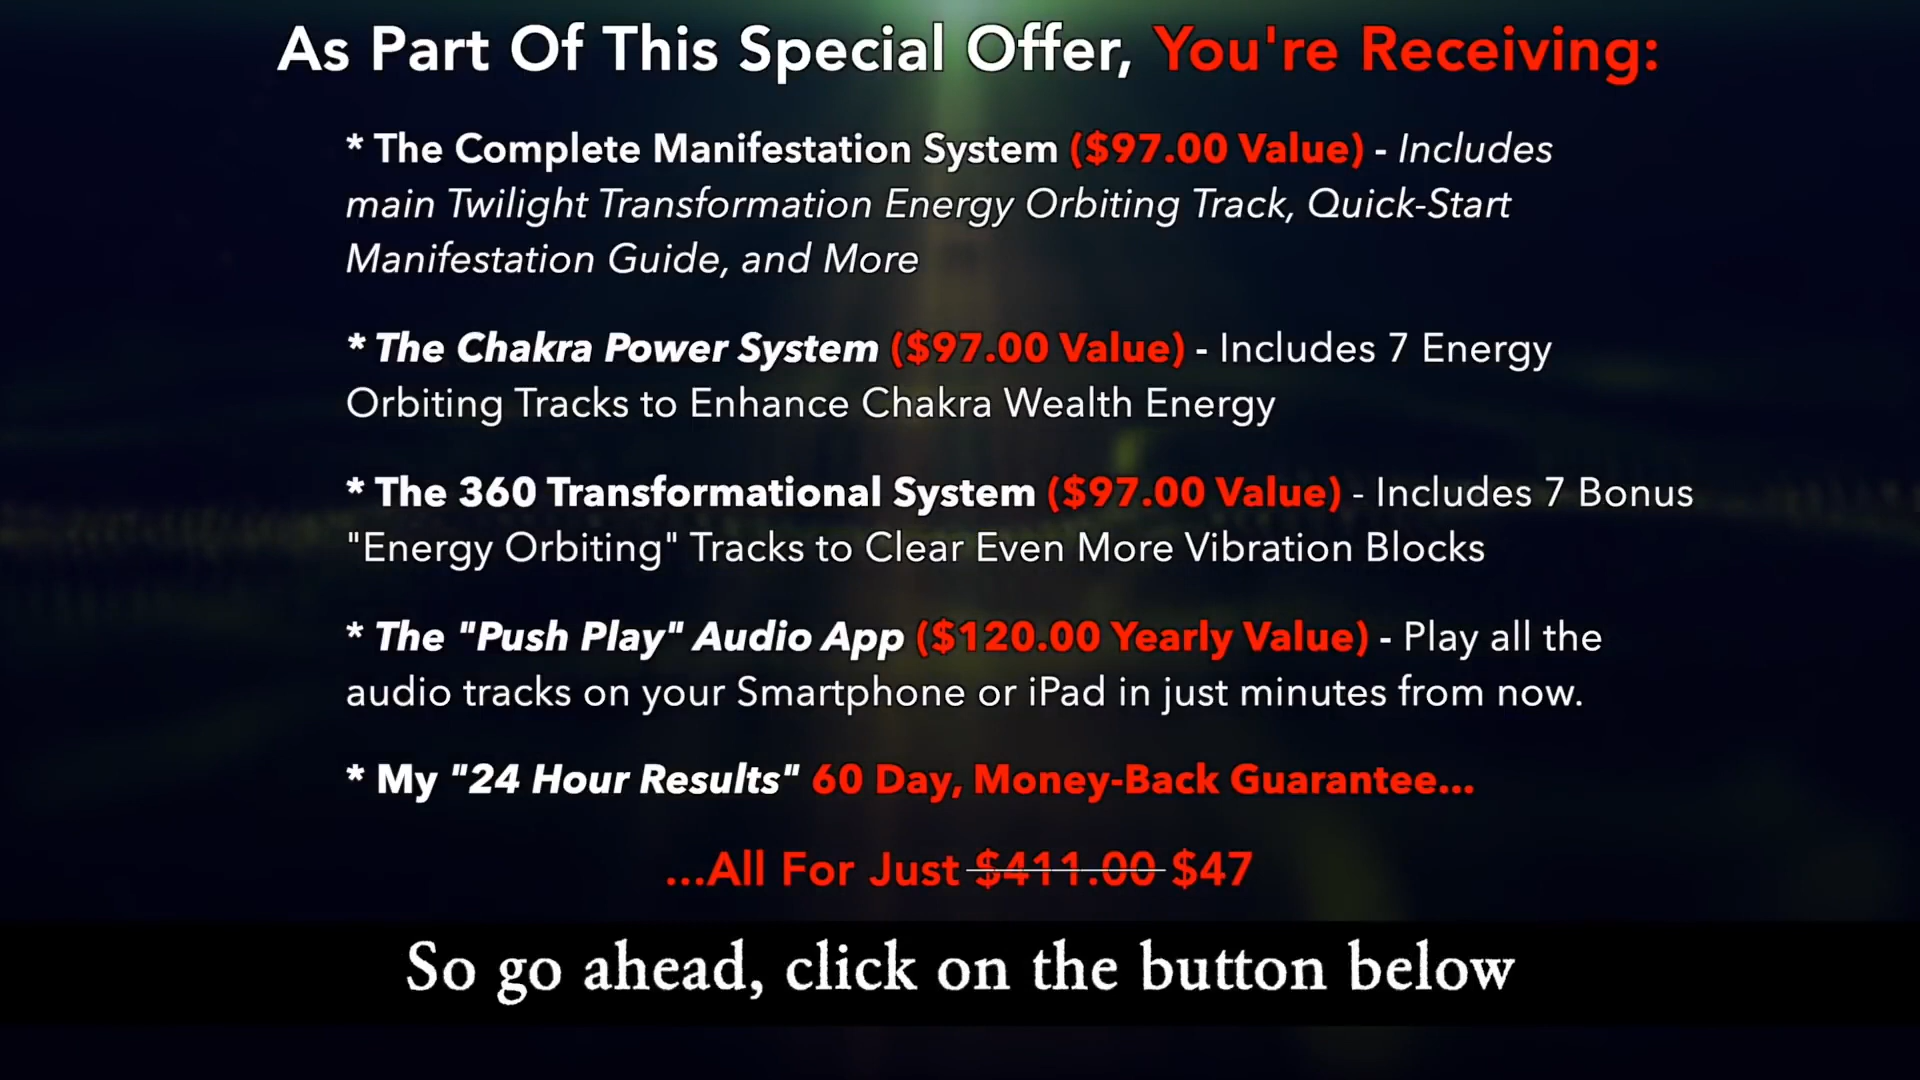 As Part Of This Special Offer, You're Receiving:
* The Complete Manifestation System ($97.00 Value) - Includes
main Twilight Transformation Energy Orbiting Track, Quick-Start
Manifestation Guide, and More
* The Chakra Power System ($97.00 Value) - Includes 7 Energy
Orbiting Tracks to Enhance Chakra Wealth Energy
* The 360 Transformational System ($97.00 Value) - Includes 7 Bonus
"Energy Orbiting" Tracks to Clear Even More Vibration Blocks
* The "Push Play" Audio App ($120.00 Yearly Value) - Play all the
audio tracks on your Smartphone or iPad in just minutes from now.
* My "24 Hour Results" 60 Day, Money-Back Guarantee...
...All For Just $411.00 $47
So go ahead, click on the button below